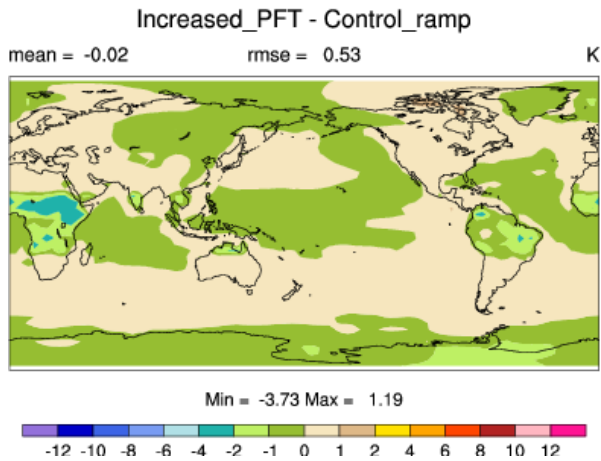 Increased_PFT - Control_ramp
mean = -0.02 rmse = 0.53 K
Min = -3.73 Max = 1.19
-12 -10 -8 -6 -4 -2 -1 0 1 2 4 6 8 10 12